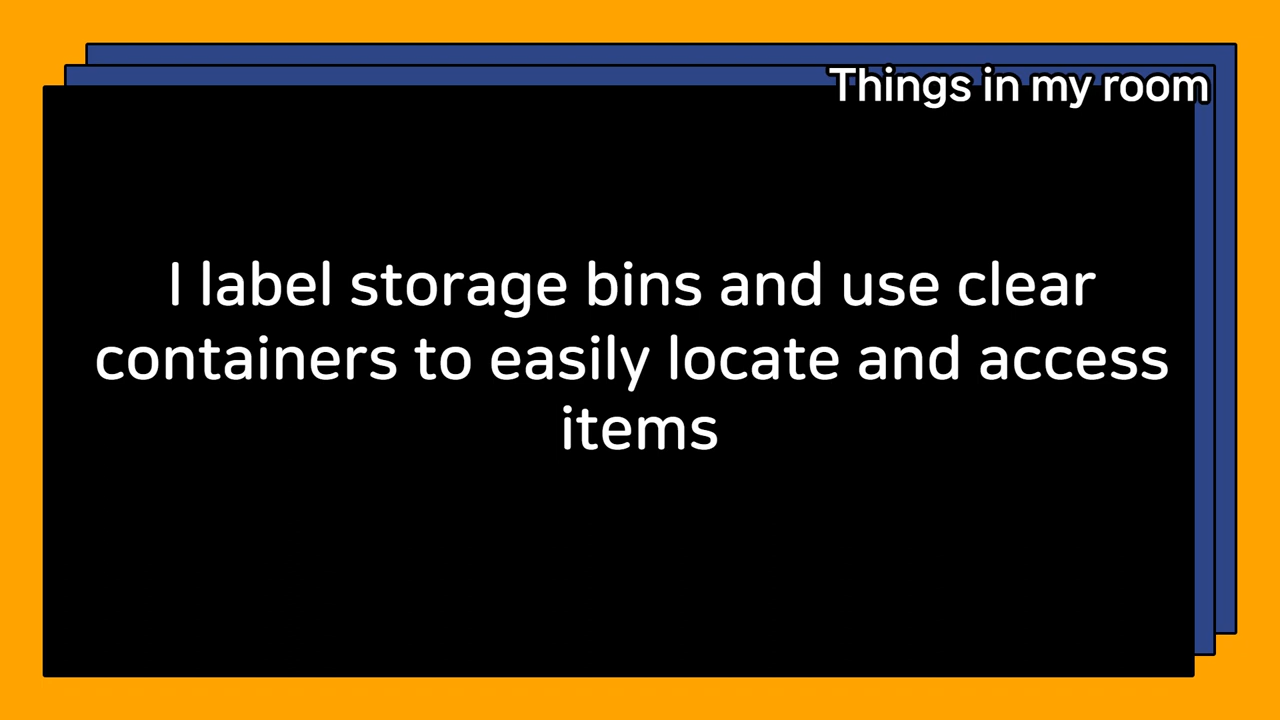 Things in my room
I label storage bins and use clear
containers to easily locate and access
items